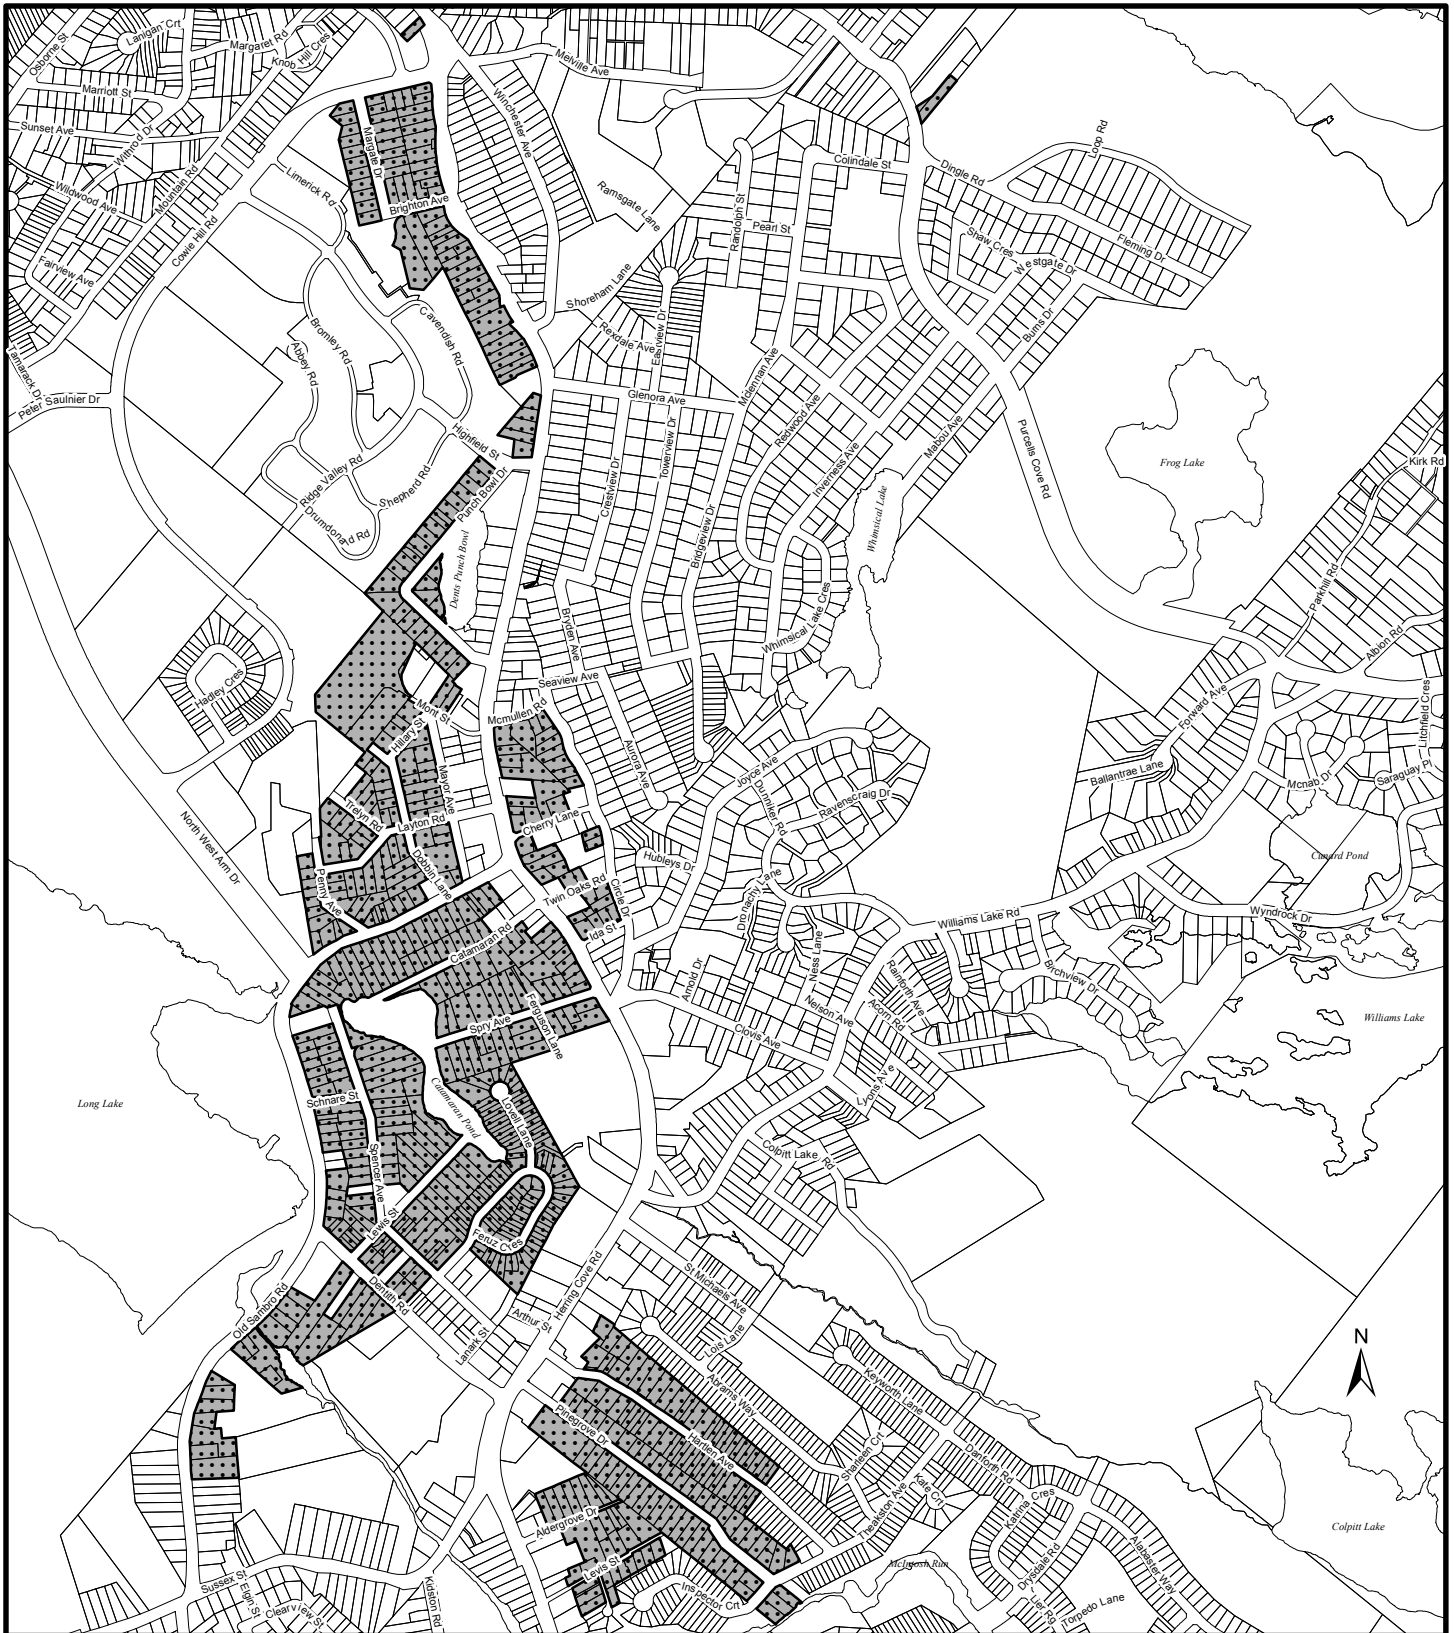 Lanigan Crt
Osborne St
Margaret Rd
Knob Hill Cres
Melville Ave
Marriott St
Winchester Ave
Sunset Ave
Withrod Dr
Margate Dr
Loop Rd
Colindale St
Dingle Rd
Limerick Rd
Mountain Rd
Wildwood Ave
Brighton Ave
Ramsgate Lane
Randolph St
Pearl St
Cowie Hill Rd
Shaw Cres
Fleming Dr
Westgate Dr
Fairview Ave
Shoreham Lane
Cavendish Rd
Rexdale Ave
Eastview Dr
Burns Dr
Bromley Rd
Abbey Rd
Tamarack Dr
Mclennan Ave
Peter Saulnier Dr
Glenora Ave
Redwood Ave
Highfield St
Towerview Dr
Mabou Ave
Purcells Cove Rd
Frog Lake
Kirk Rd
Ridge Valley Rd
Shepherd Rd
Punch Bowl Dr
Crestview Dr
Inverness Ave
Drumdonald Rd
Whimsical Lake
Bridgeview Dr
Dents Punch Bowl
Parkhill Rd
Bryden Ave
Whimsical Lake Cres
Albion Rd
Hadley Cres
Seaview Ave
Forward Ave
Litchfield Cres
Mont St
Mcmullen Rd
Hillary St
Aurora Ave
Joyce Ave
Ballantrae Lane
Mcnab Dr
Saraguay Pl
Mayor Ave
Dunniker Rd
Ravenscraig Dr
Trelyn Rd
Layton Rd
Cherry Lane
North West Arm Dr
Cunard Pond
Hubleys Dr
Dobbin Lane
Penny Ave
Twin Oaks Rd
Circle Dr
Dronachy Lane
Williams Lake Rd
Wyndrock Dr
Ida St
Catamaran Rd
Ness Lane
Arnold Dr
Rainforth Ave
Birchview Dr
Acorn Rd
Nelson Ave
Ferguson Lane
Spry Ave
Clovis Ave
Williams Lake
Lyons Ave
Schnare St
Long Lake
Catamaran Pond
Lovell Lane
Colpitt Lake Rd
Spencer Ave
Lewis St
Feruz Cres
Herring Cove Rd
St Michaels Ave
Dentith Rd
Old Sambro Rd
Arthur St
Lanark St
Lois Lane
N
Keyworth Lane
Abrams Way
Pinegrove Dr
Hartlen Ave
Sharleen Crt
Danforth Rd
Kate Crt
Theakston Ave
Katrina Cres
Aldergrove Dr
Colpitt Lake
Levis St
McIntosh Run
Drysdale Rd
Alabaster Way
Sussex St
Elgin St
Kidston Rd
Inspector Crt
Lier Rg
Torpedo Lane
Clearview St